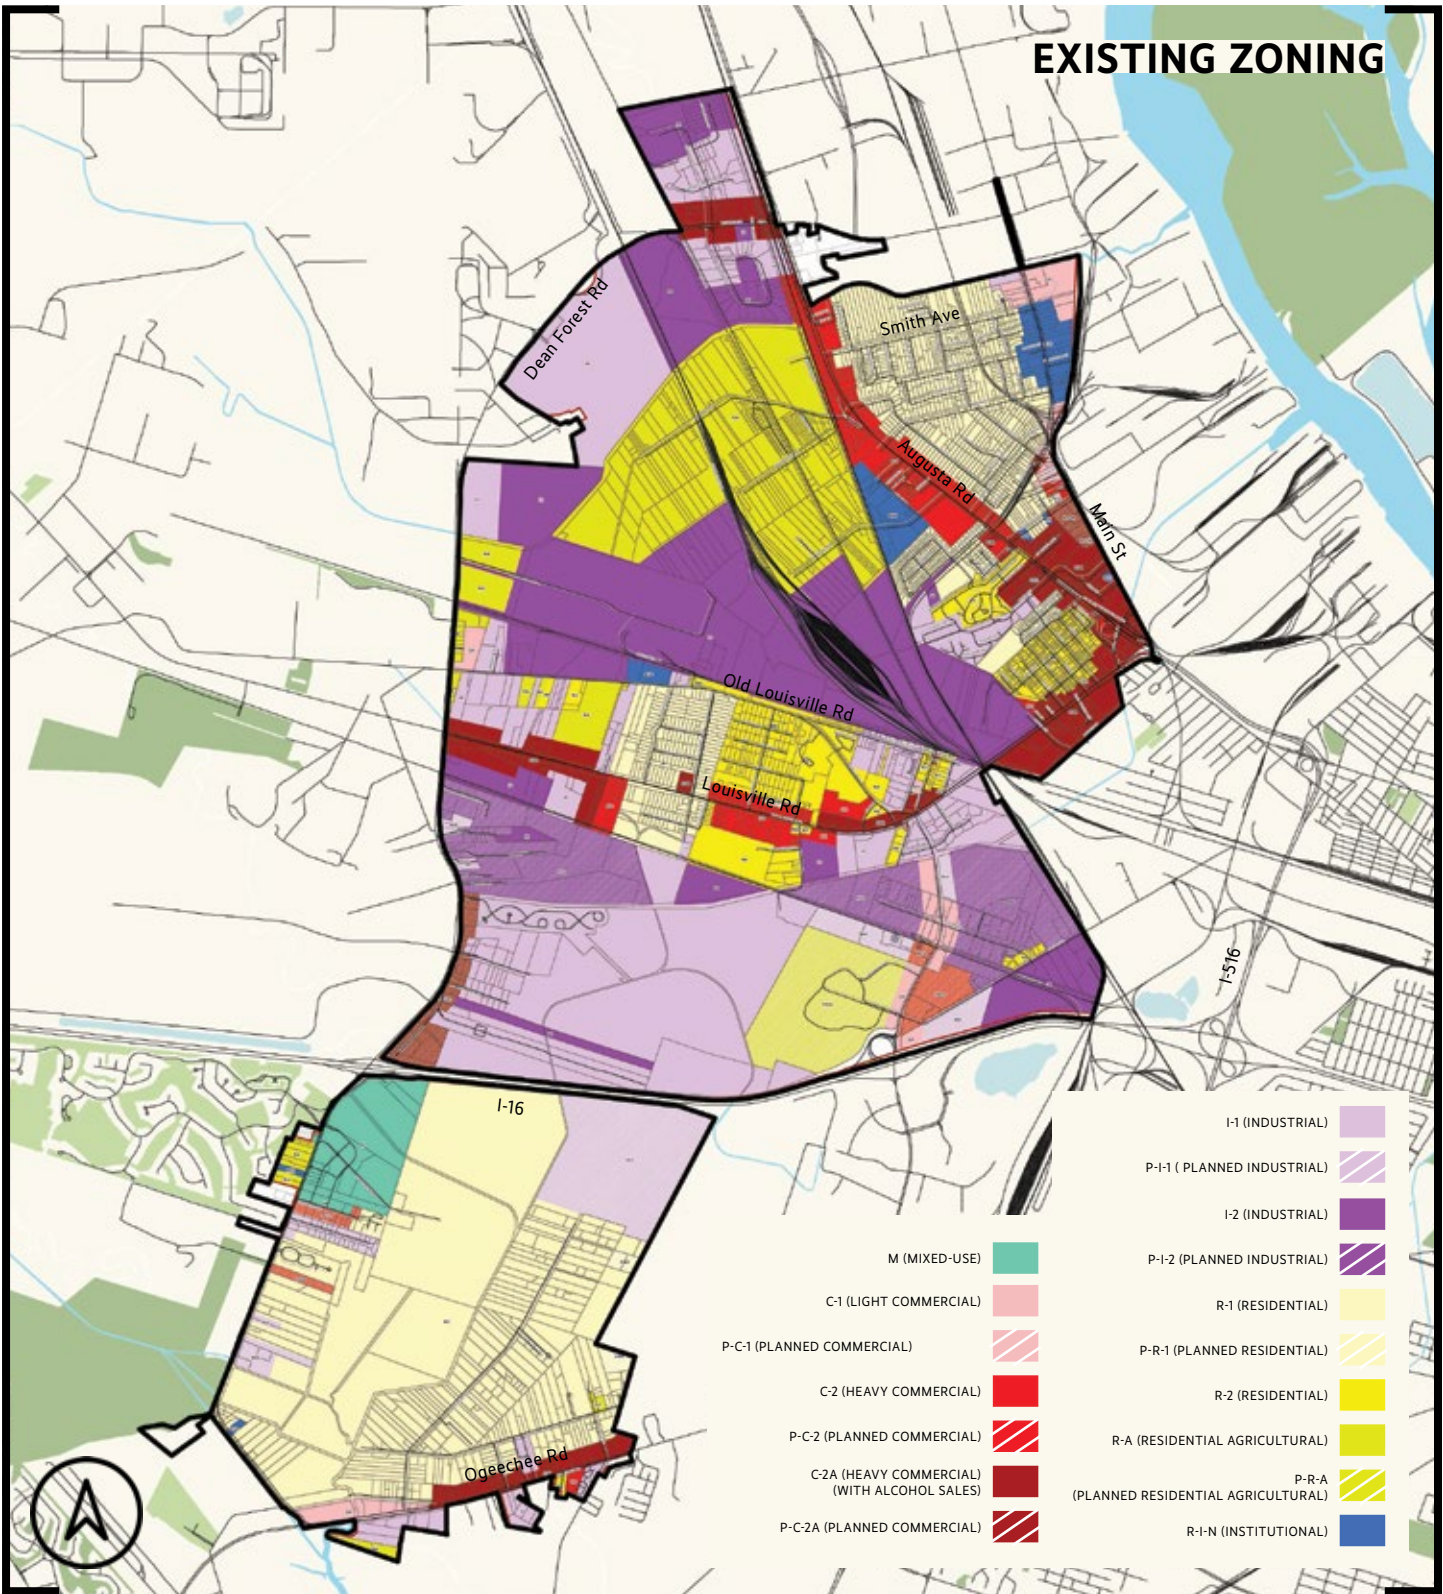 EXISTING ZONING
Dean Forest Rd
Smith Ave
Augusta Rd
Main St
Old Louisville Rd
Louisville Rd
I-516
I-16
Ogeechee Rd
M (MIXED-USE)
C-1 (LIGHT COMMERCIAL)
P-C-1 (PLANNED COMMERCIAL)
C-2 (HEAVY COMMERCIAL)
P-C-2 (PLANNED COMMERCIAL)
C-2A (HEAVY COMMERCIAL)
(WITH ALCOHOL SALES)
P-C-2A (PLANNED COMMERCIAL)
I-1 (INDUSTRIAL)
P-I-1 ( PLANNED INDUSTRIAL)
I-2 (INDUSTRIAL)
P-I-2 (PLANNED INDUSTRIAL)
R-1 (RESIDENTIAL)
P-R-1 (PLANNED RESIDENTIAL)
R-2 (RESIDENTIAL)
R-A (RESIDENTIAL AGRICULTURAL)
P-R-A
(PLANNED RESIDENTIAL AGRICULTURAL)
R-I-N (INSTITUTIONAL)